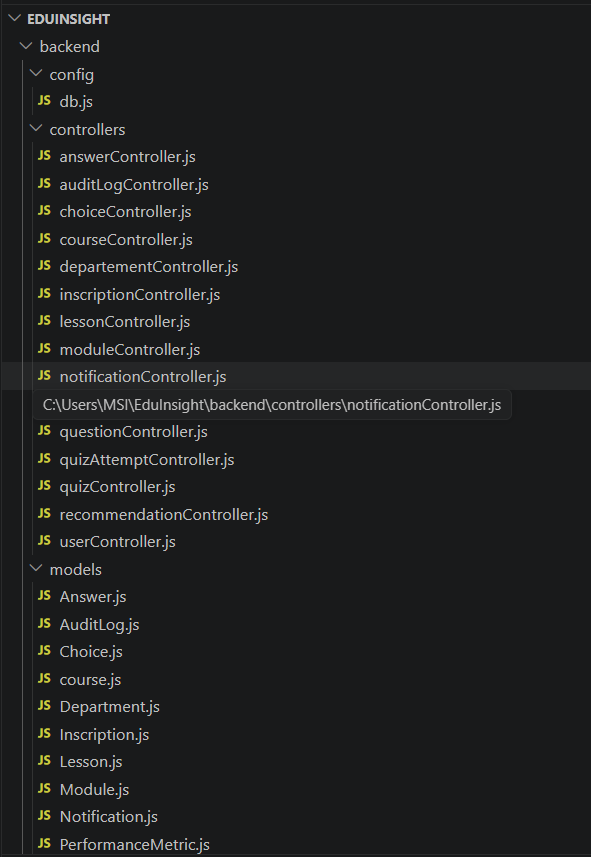 EDUINSIGHT
backend
config
JS db.js
controllers
JS answerController.js
JS auditLogController.js
JS choiceController.js
JS courseController.js
JS departementController.js
JS inscriptionController.js
JS lessonController.js
JS moduleController.js
JS notificationController.js
C:\Users\MSI\EduInsight\backend\controllers\notificationController.js
JS questionController.js
JS quizAttemptController.js
JS quizController.js
JS recommendationController.js
JS userController.js
models
JS Answer.js
JS AuditLog.js
JS Choice.js
JS course.js
JS Department.js
JS Inscription.js
JS Lesson.js
JS Module.js
JS Notification.js
JS PerformanceMetric.js